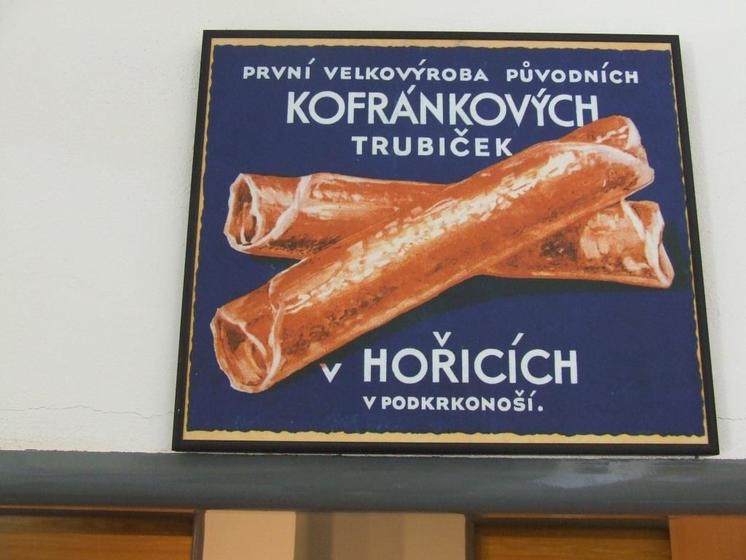 PRVNÍ VELKOVÝROBA PŮVODNÍCH
KOFRÁNKOVÝCH
TRUBIČEK
V HOŘICÍCH
V PODKRKONOŠÍ.